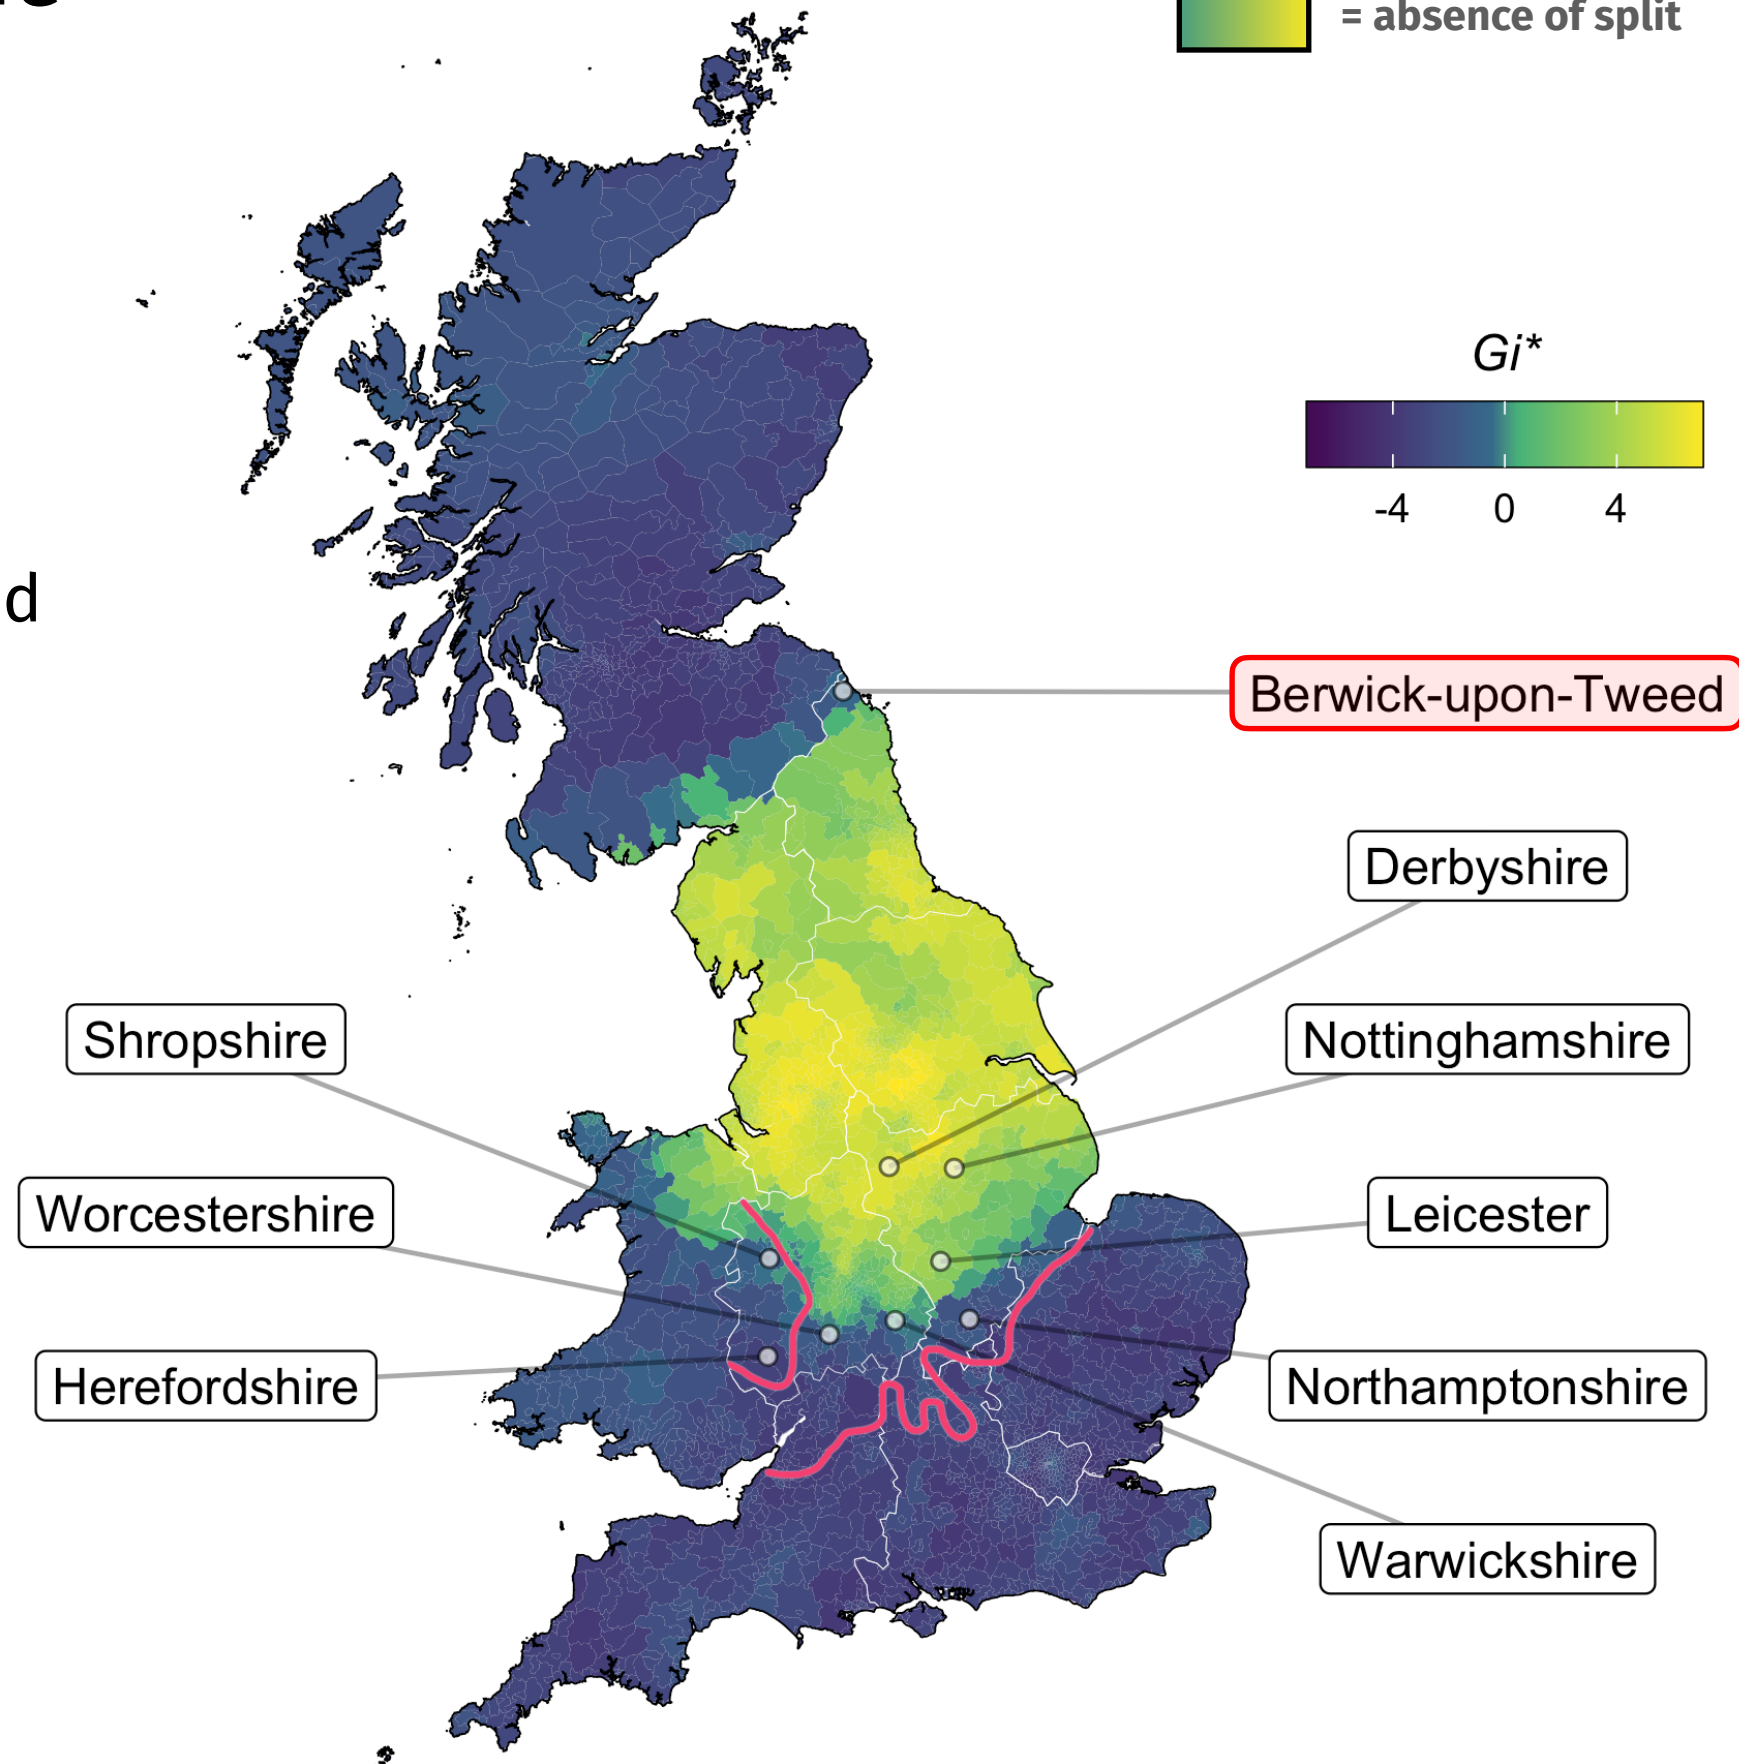 = absence of split
Gi*
-4 0 4
d
Berwick-upon-Tweed
Derbyshire
Shropshire
Nottinghamshire
Worcestershire
Leicester
Herefordshire
Northamptonshire
Warwickshire